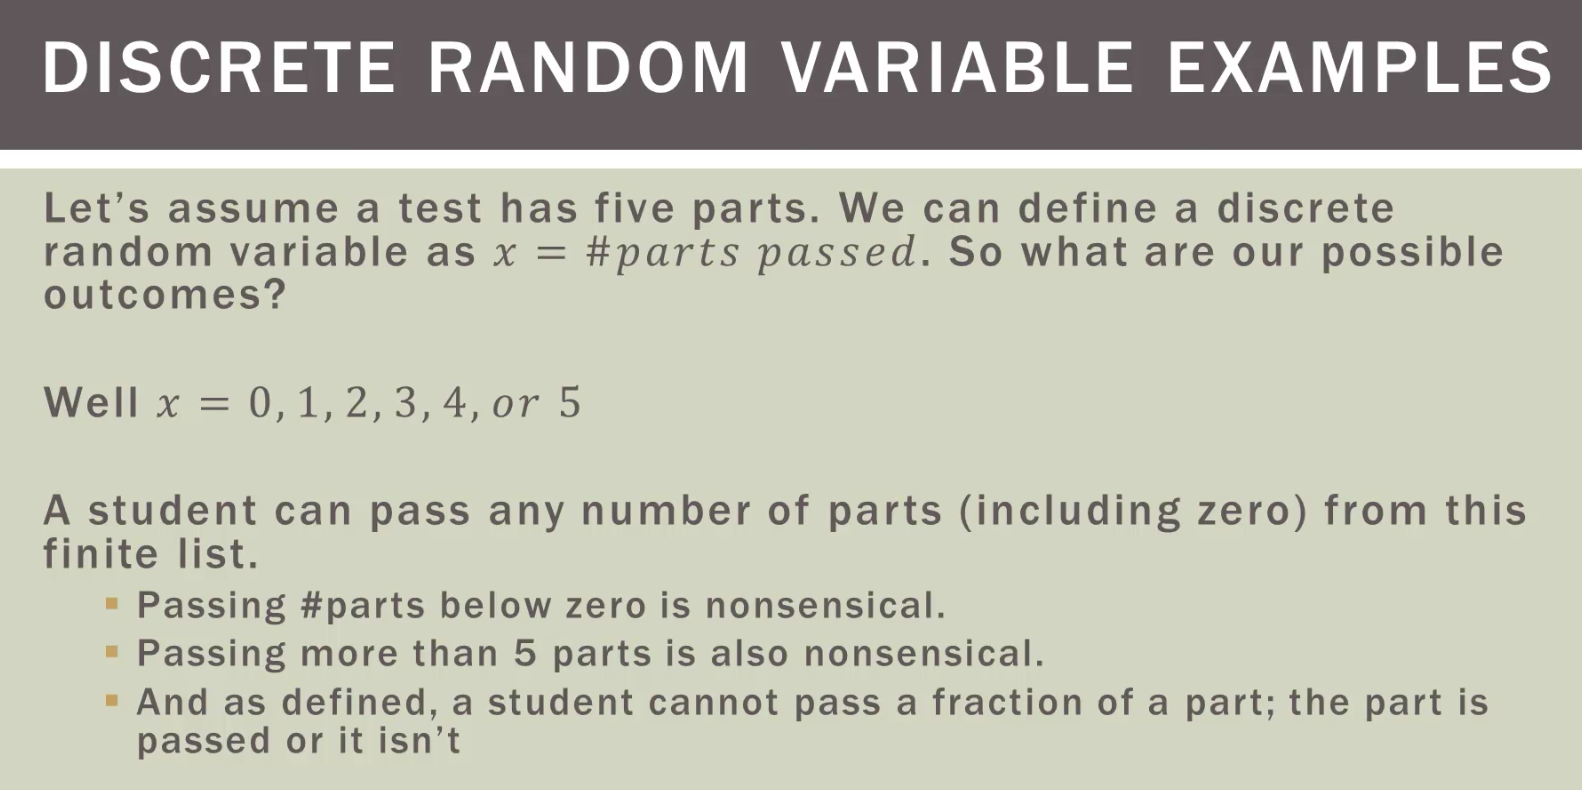 DISCRETE RANDOM VARIABLE EXAMPLES
Let's assume a test has five parts. We can define a discrete
random variable as x = #parts passed. So what are our possible
outcomes?
Well x = 0, 1, 2, 3, 4, or 5
A student can pass any number of parts (including zero) from this
finite list.
▪ Passing #parts below zero is nonsensical.
▪ Passing more than 5 parts is also nonsensical.
▪ And as defined, a student cannot pass a fraction of a part; the part is
passed or it isn't